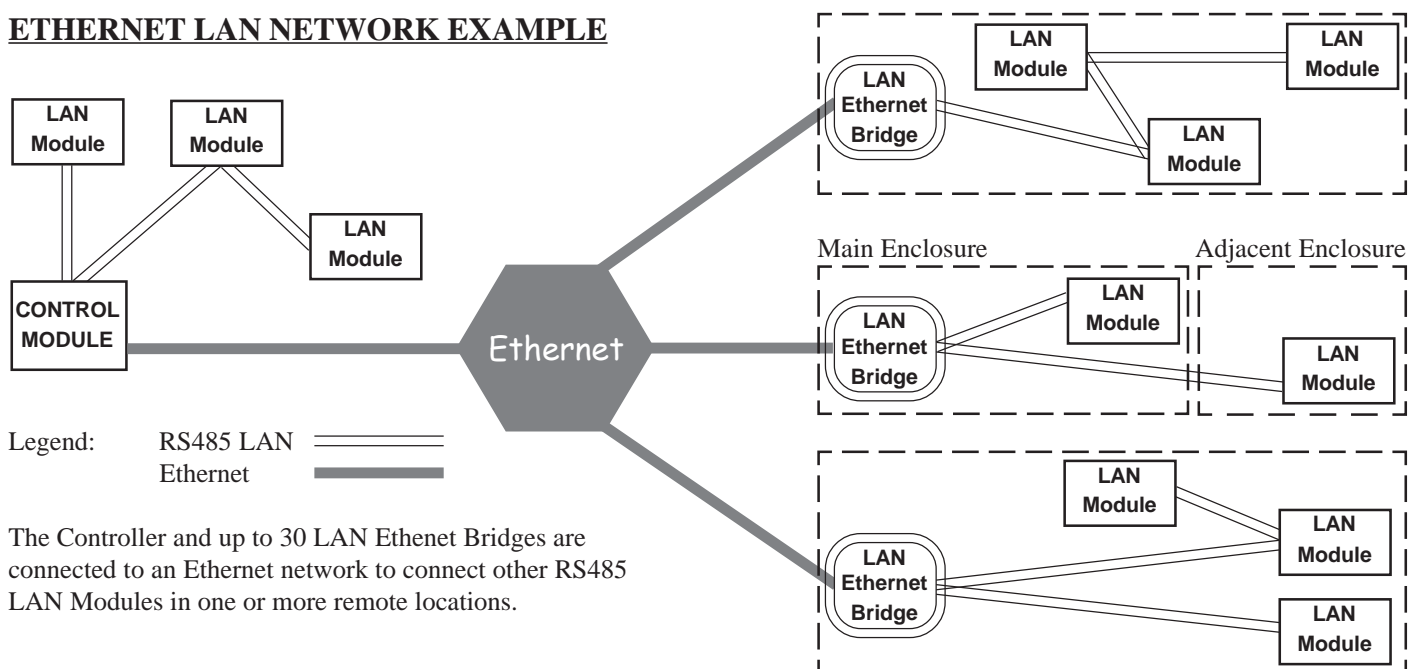 ETHERNET LAN NETWORK EXAMPLE
LAN
Module
LAN
Module
LAN
Module
CONTROL
MODULE
Ethernet
Legend:
RS485 LAN
Ethernet
The Controller and up to 30 LAN Ethenet Bridges are
connected to an Ethernet network to connect other RS485
LAN Modules in one or more remote locations.
LAN
Ethernet
Bridge
LAN
Module
LAN
Module
LAN
Module
Main Enclosure
Adjacent Enclosure
LAN
Ethernet
Bridge
LAN
Module
LAN
Module
LAN
Ethernet
Bridge
LAN
Module
LAN
Module
LAN
Module